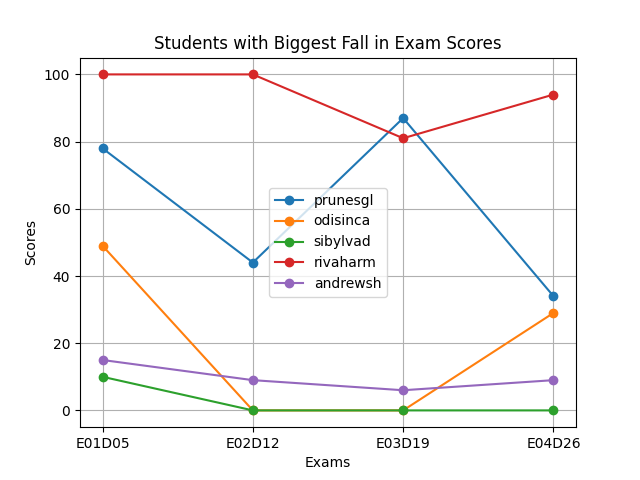 Students with Biggest Fall in Exam Scores
100
80
60
40
20
0
Scores
prunesgl
odisinca
sibylvad
rivaharm
andrewsh
E01D05 E02D12 E03D19 E04D26
Exams